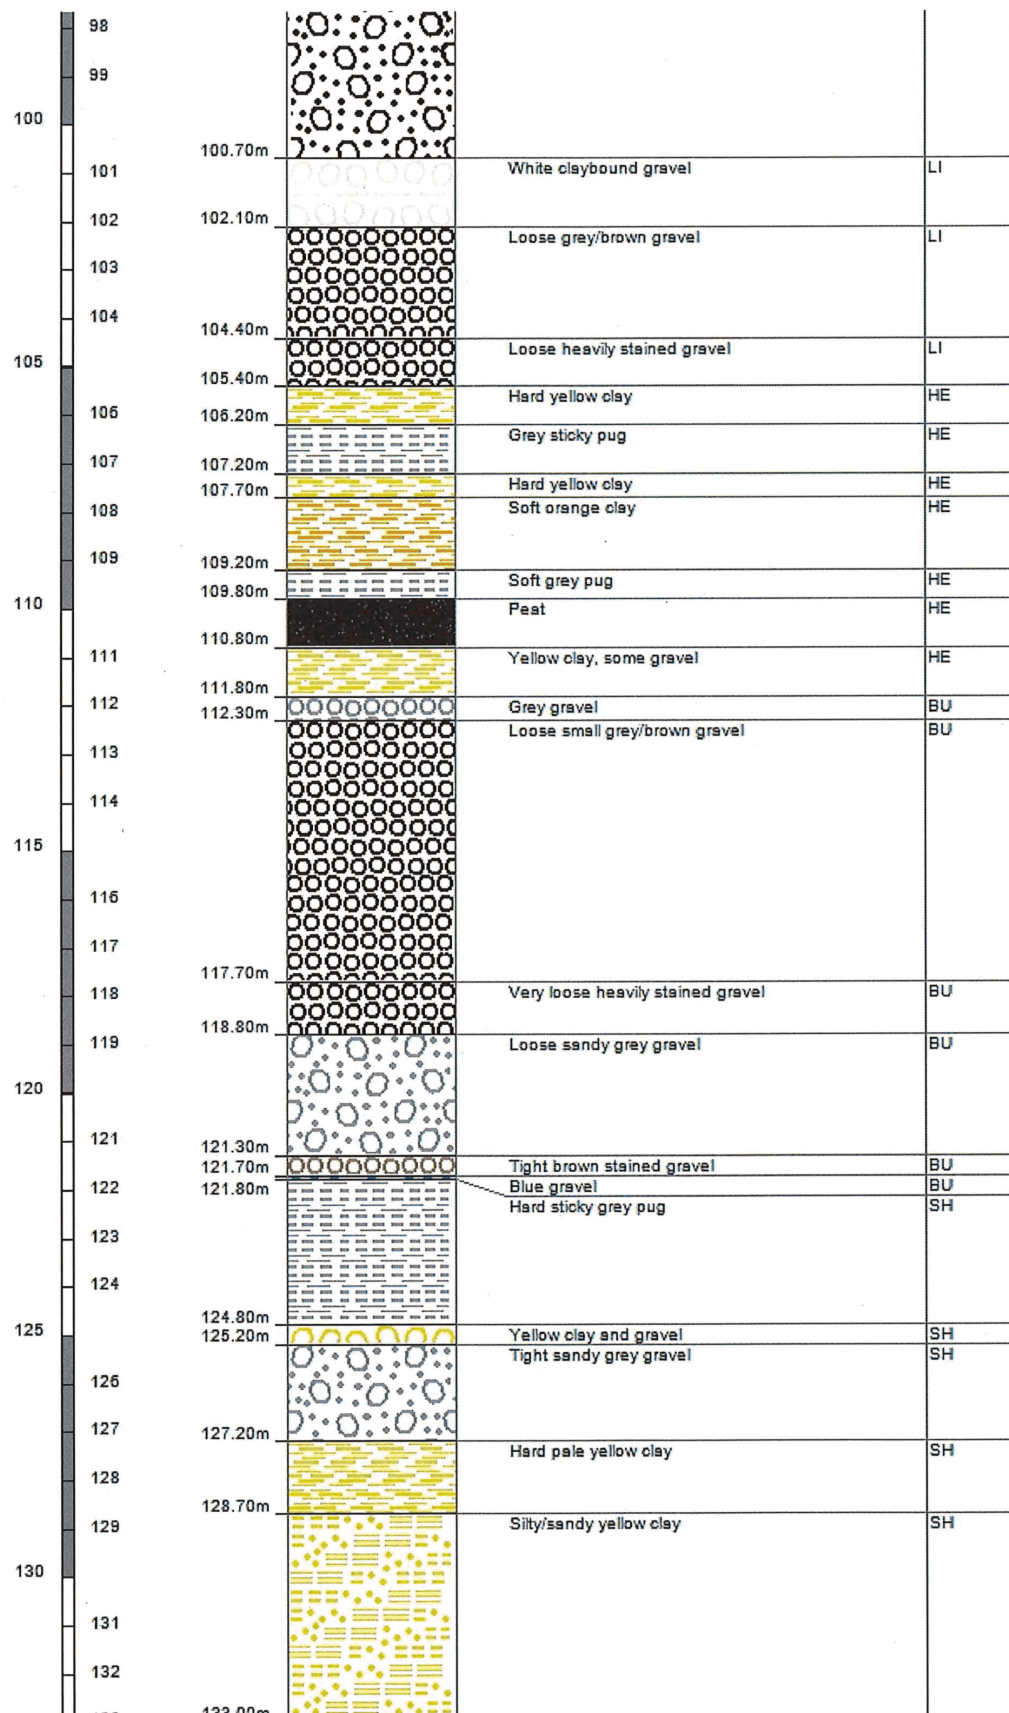 98
99
100
100.70m
101 White claybound gravel LI
102 102.10m
Loose grey/brown gravel LI
103
104 104.40m
Loose heavily stained gravel LI
105
105.40m
Hard yellow clay HE
106 106.20m
Grey sticky pug HE
107 107.20m
107.70m Hard yellow clay HE
108 Soft orange clay HE
109 109.20m
109.80m Soft grey pug HE
110 Peat HE
110.80m
111 Yellow clay, some gravel HE
111.80m
112 112.30m Grey gravel BU
Loose small grey/brown gravel BU
113
114
115
116
117
117.70m
118 Very loose heavily stained gravel BU
118.80m
119 Loose sandy grey gravel BU
120
121 121.30m
121.70m Tight brown stained gravel BU
122 121.80m Blue gravel BU
Hard sticky grey pug SH
123
124
124.80m
125 125.20m Yellow clay and gravel SH
Tight sandy grey gravel SH
126
127 127.20m
Hard pale yellow clay SH
128
128.70m
129 Silty/sandy yellow clay SH
130
131
132